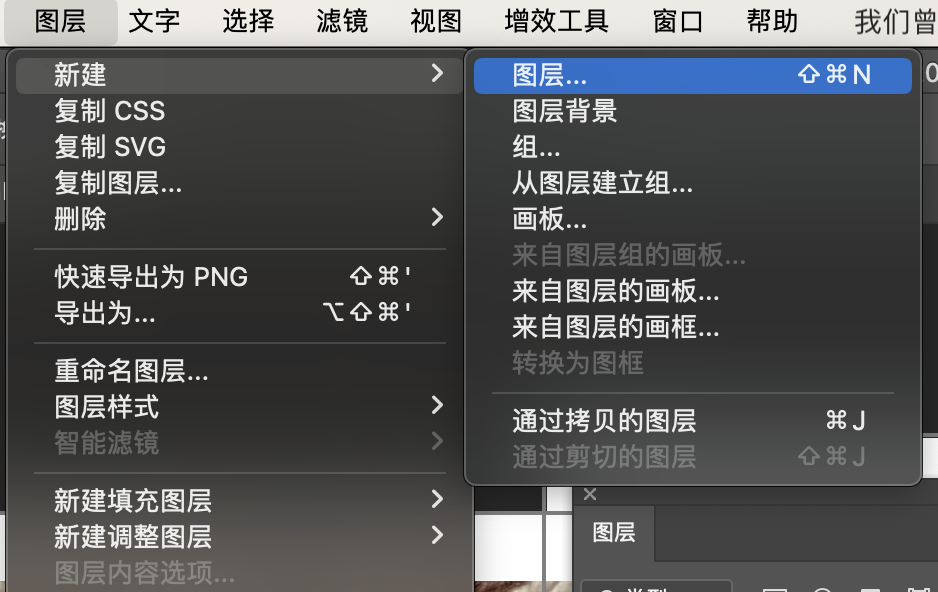 图层 文字 选择 滤镜 视图 增效工具 窗口 帮助 我们曾
新建
复制 CSS
复制 SVG
复制图层...
删除
快速导出为 PNG ⇧⌘'
导出为... ⌥⇧⌘'
重命名图层...
图层样式
智能滤镜
新建填充图层
新建调整图层
图层内容选项...
图层... ⇧⌘N
图层背景
组...
从图层建立组...
画板...
来自图层组的画板...
来自图层的画板...
来自图层的画框...
转换为图框
通过拷贝的图层 ⌘J
通过剪切的图层 ⇧⌘J
图层